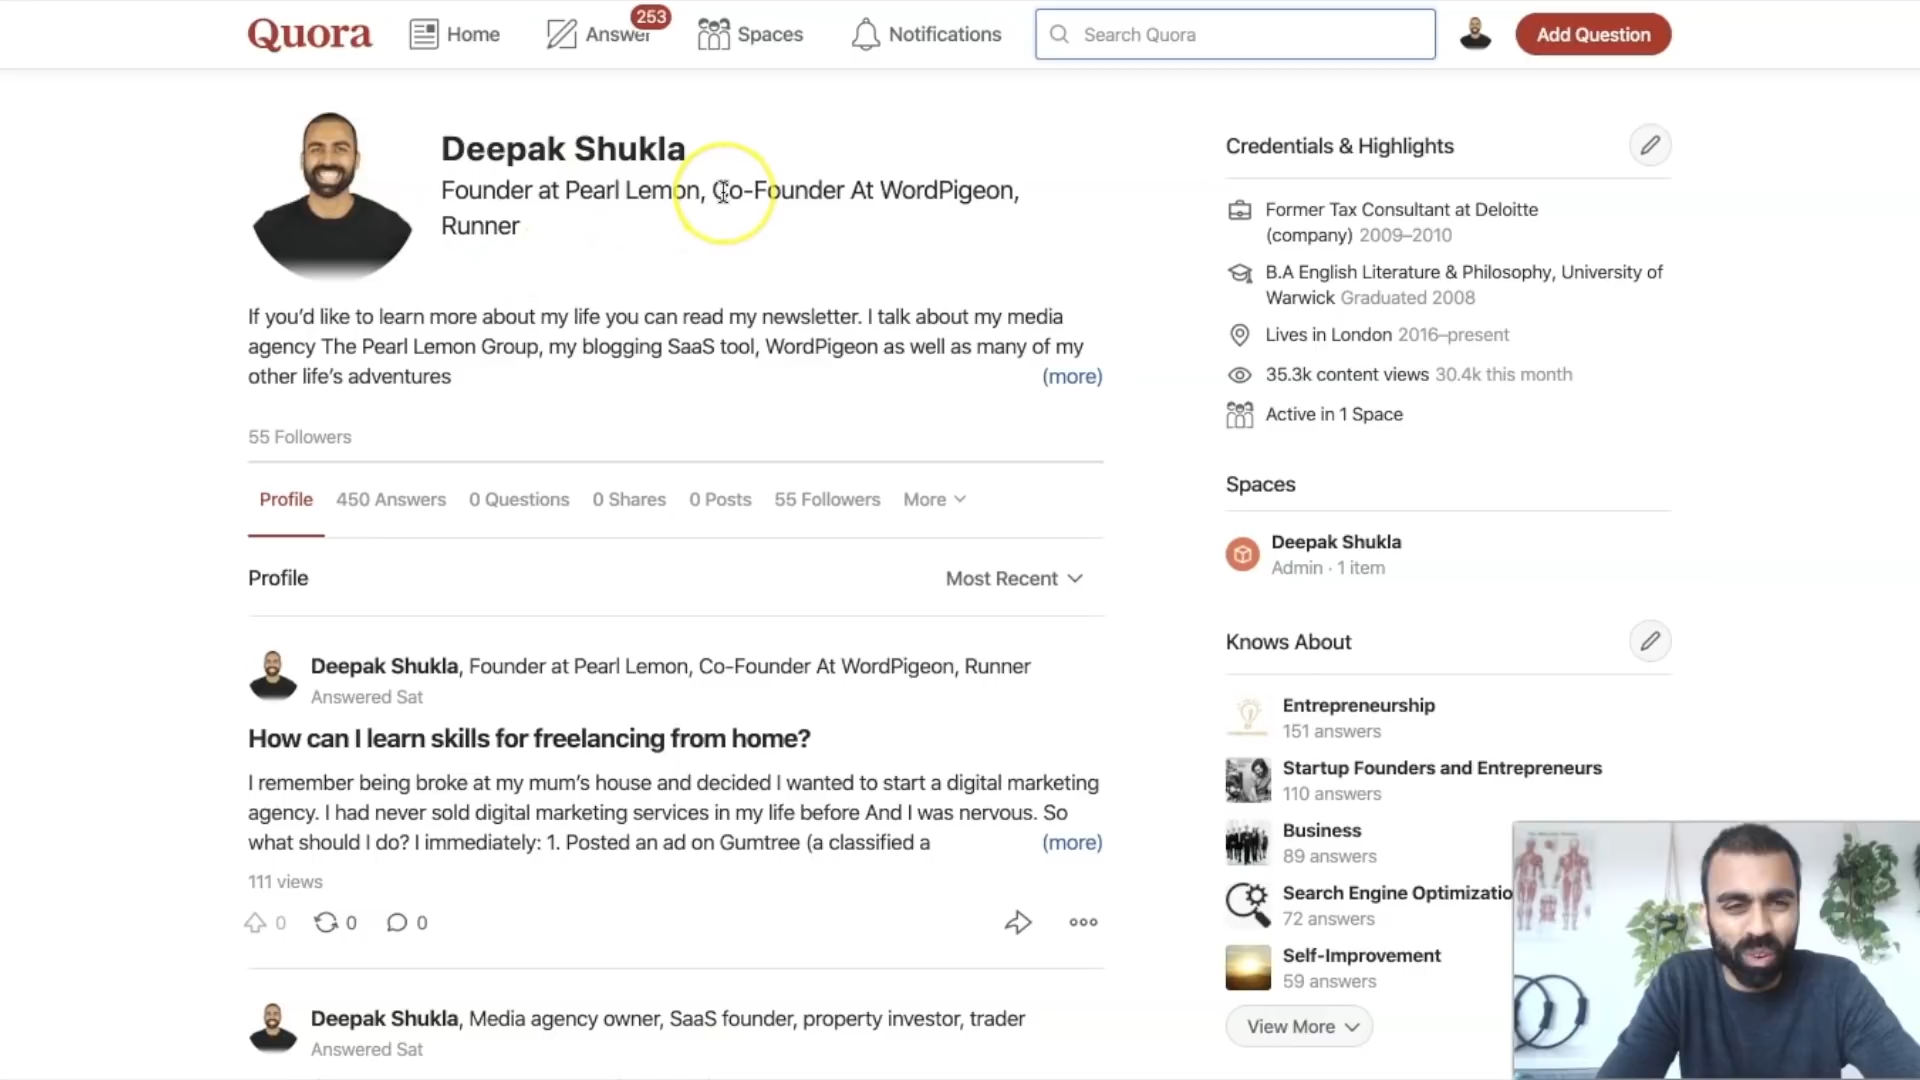 Quora
Home
Answer
253
Spaces
Notifications
Search Quora
Add Question
Deepak Shukla
Founder at Pearl Lemon, Co-Founder At WordPigeon,
Runner
If you'd like to learn more about my life you can read my newsletter. I talk about my media
agency The Pearl Lemon Group, my blogging SaaS tool, WordPigeon as well as many of my
other life's adventures
(more)
55 Followers
Profile 450 Answers 0 Questions 0 Shares 0 Posts 55 Followers More
Profile
Most Recent
Deepak Shukla, Founder at Pearl Lemon, Co-Founder At WordPigeon, Runner
Answered Sat
How can I learn skills for freelancing from home?
I remember being broke at my mum's house and decided I wanted to start a digital marketing
agency. I had never sold digital marketing services in my life before And I was nervous. So
what should I do? I immediately: 1. Posted an ad on Gumtree (a classified a
(more)
111 views
0 0 0
Deepak Shukla, Media agency owner, SaaS founder, property investor, trader
Answered Sat
Credentials & Highlights
Former Tax Consultant at Deloitte
(company) 2009–2010
B.A English Literature & Philosophy, University of
Warwick Graduated 2008
Lives in London 2016–present
35.3k content views 30.4k this month
Active in 1 Space
Spaces
Deepak Shukla
Admin · 1 item
Knows About
Entrepreneurship
151 answers
Startup Founders and Entrepreneurs
110 answers
Business
89 answers
Search Engine Optimizatio
72 answers
Self-Improvement
59 answers
View More